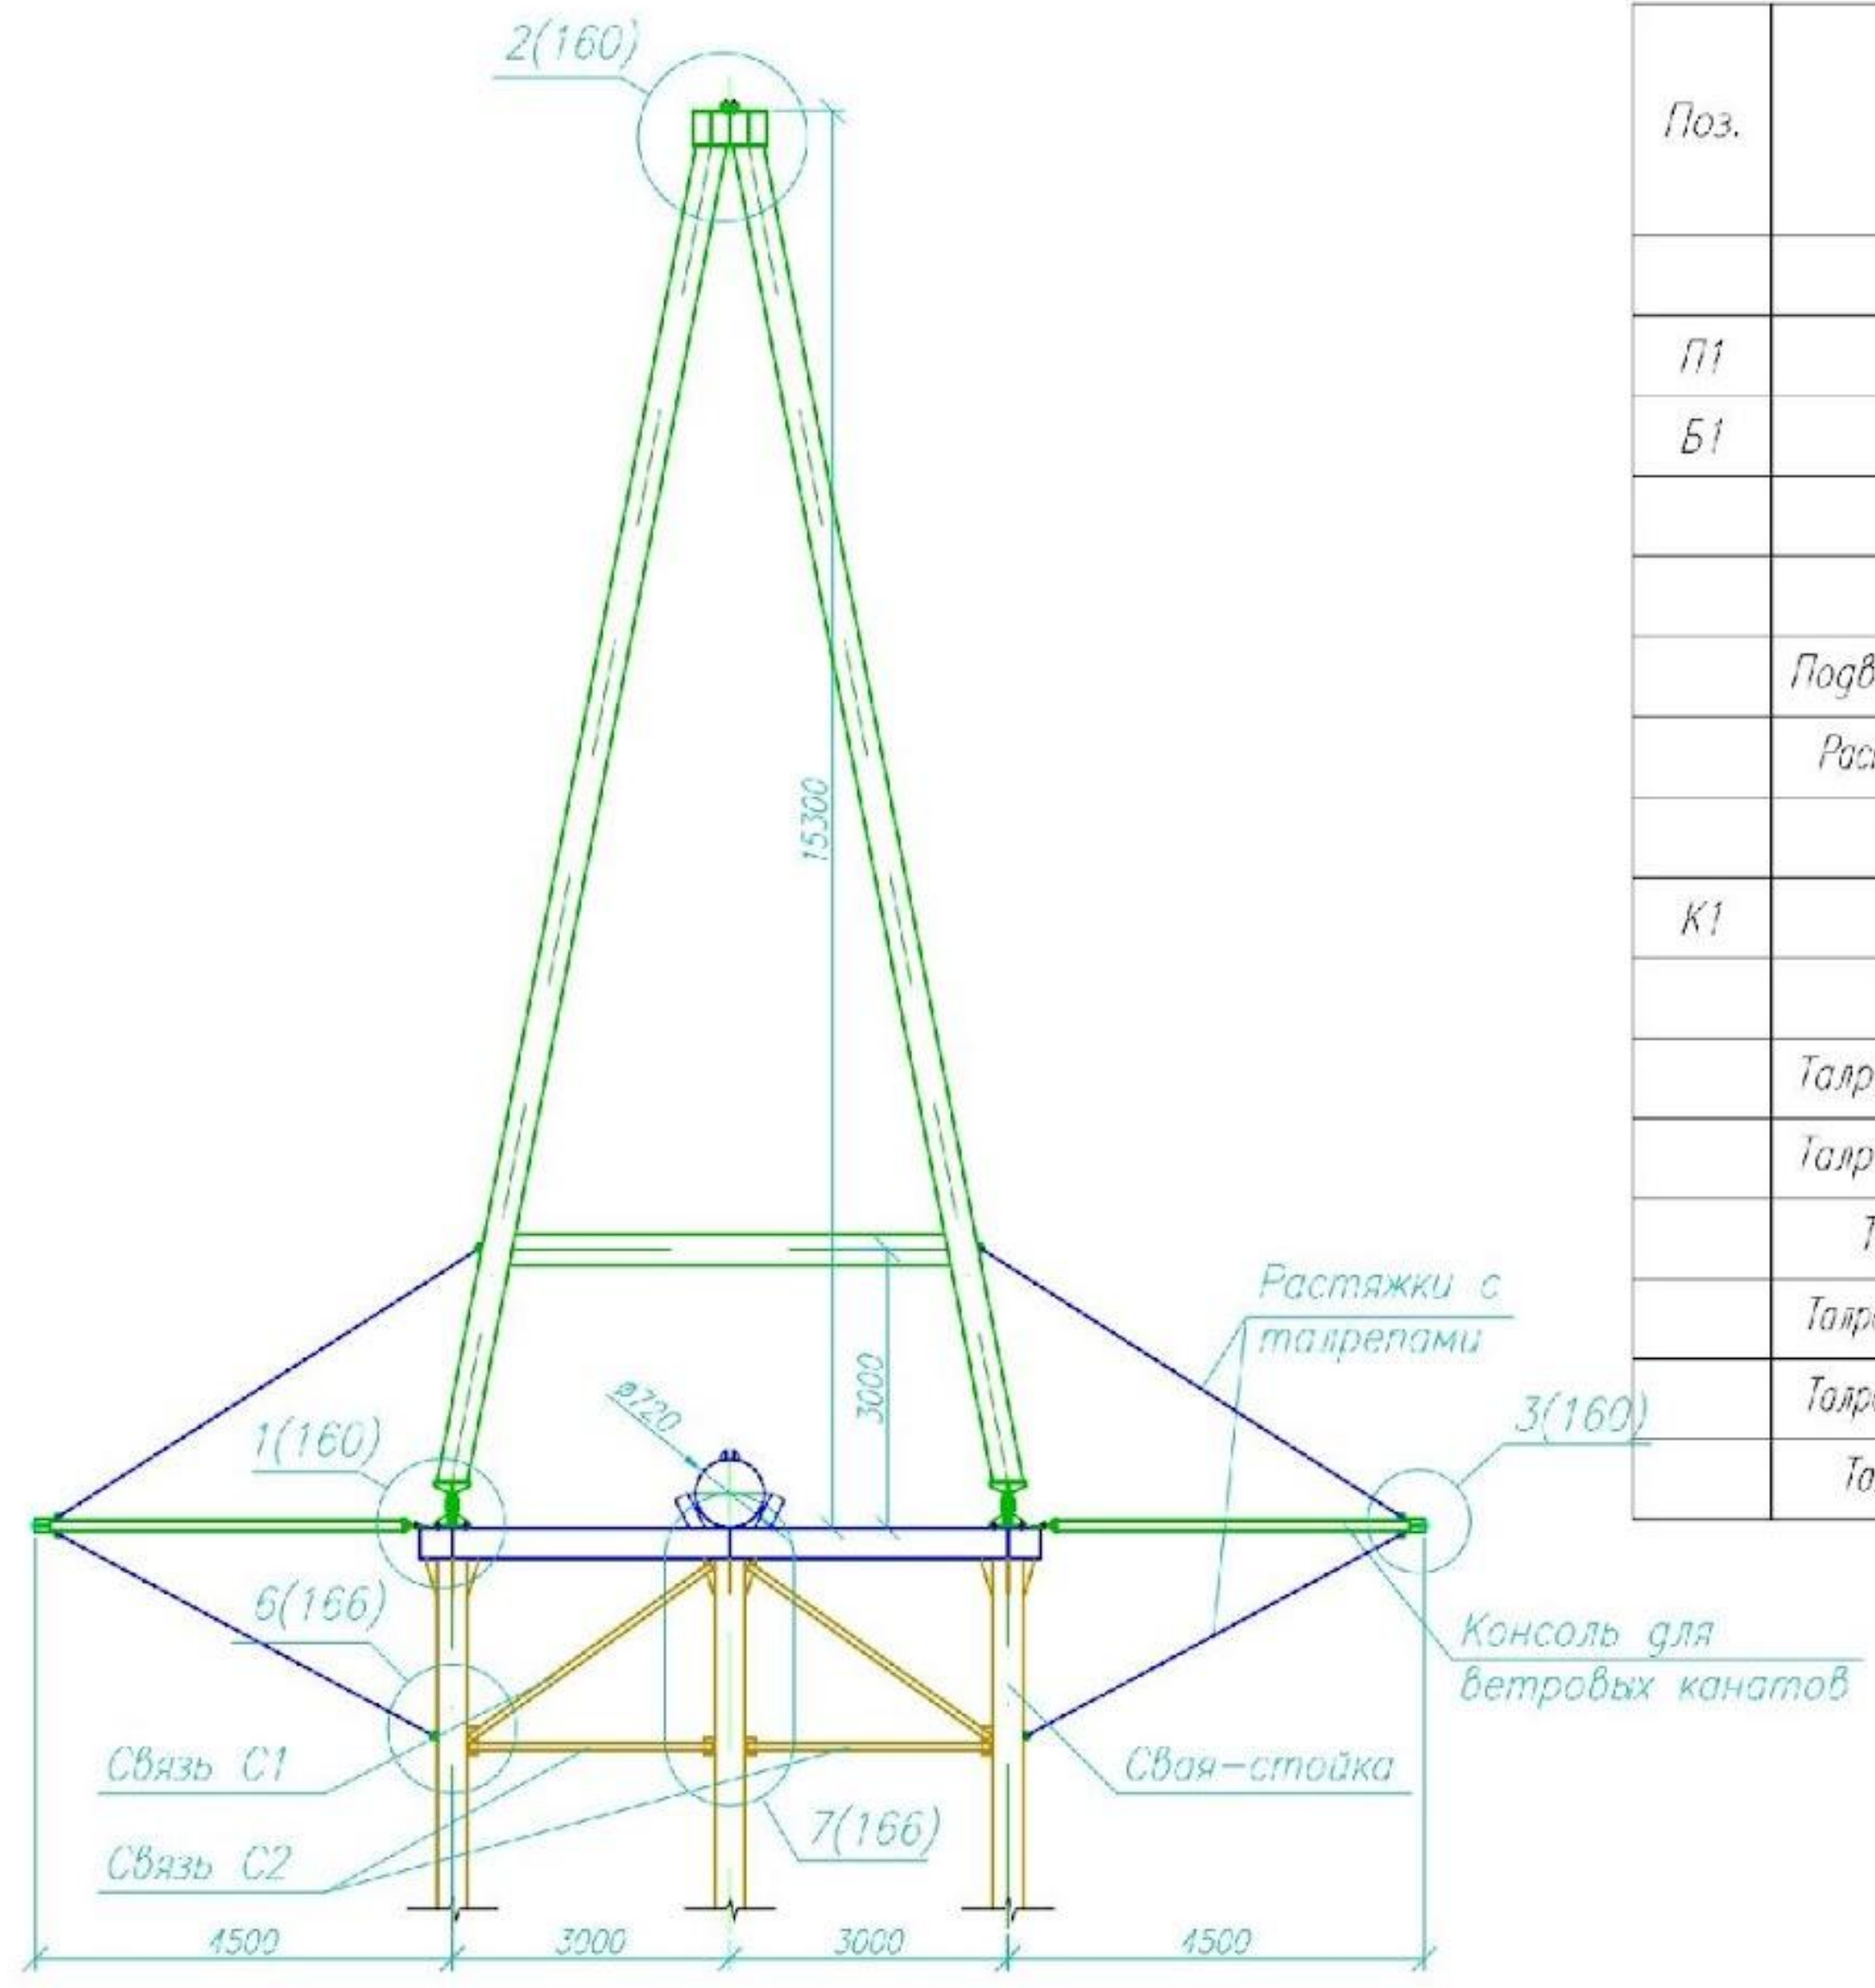 2(160)
15300
3000
⌀720
1(160)
6(166)
Растяжки с
талрепами
3(160)
Консоль для
ветровых канатов
Связь С1
Связь С2
7(166)
Свая-стойка
4500
3000
3000
4500
Поз.
П1
Б1
Подв
Рас
К1
Талр
Талр
Т
Талр
Талр
Та